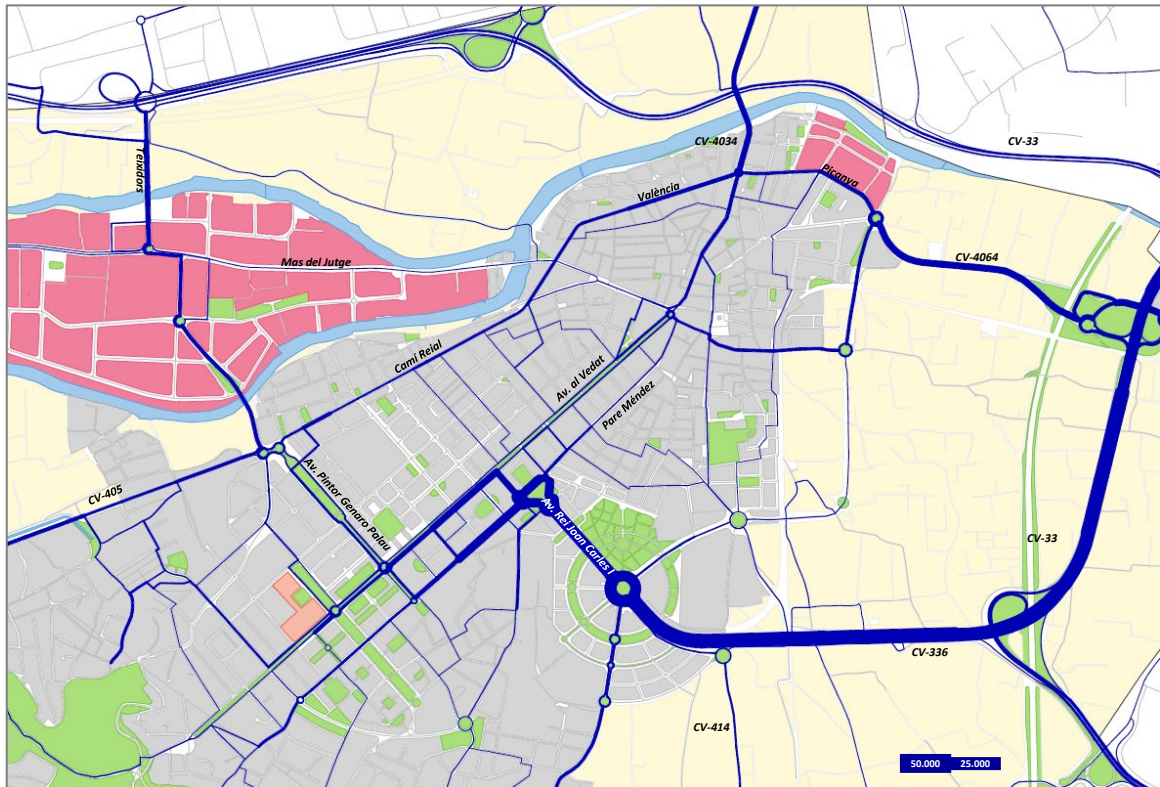 CV-4034
CV-33
Teixidors
València
Picanya
Mas del Jutge
CV-4064
Camí Reial
Av. al Vedat
Pare Méndez
Av. Pintor Genaro Palau
CV-405
Av. Rei Joan Carles I
CV-33
CV-336
CV-414
50.000 25.000